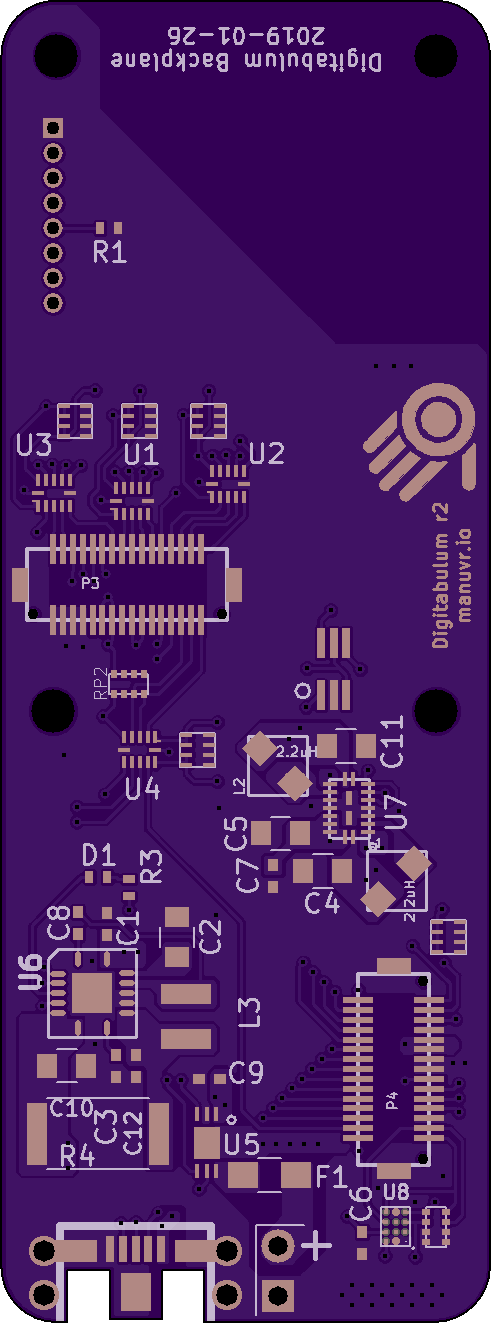 Digitabulum Backplane
2019-01-26
R1
U3
U1
U2
P3
Digitabulum r2
manuvr.io
RP2
U4
2.2uH
L2
C11
U7
C5
C7
C4
2.2uH
D1
R3
C8
C1
C2
U6
L3
C9
C10
C3
C12
R4
U5
P4
F1
C6
U8
+